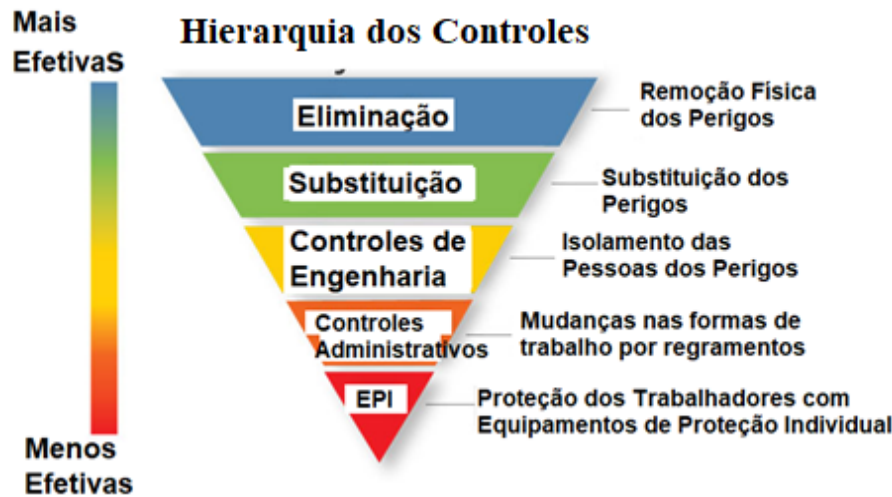 Mais
EfetivaS
Hierarquia dos Controles
Eliminação
Remoção Física
dos Perigos
Substituição
Substituição dos
Perigos
Controles de
Engenharia
Isolamento das
Pessoas dos Perigos
Controles
Administrativos
Mudanças nas formas de
trabalho por regramentos
EPI
Proteção dos Trabalhadores com
Equipamentos de Proteção Individual
Menos
Efetivas